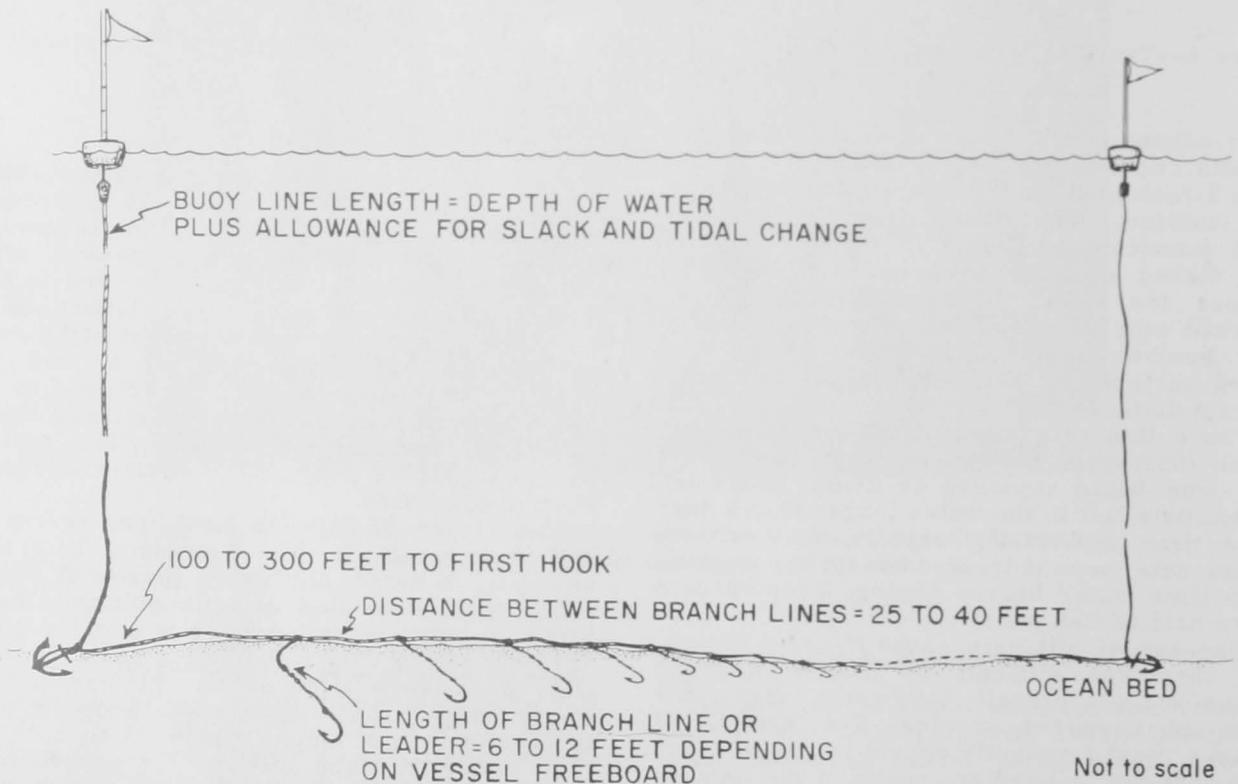 BUOY LINE LENGTH = DEPTH OF WATER
PLUS ALLOWANCE FOR SLACK AND TIDAL CHANGE
100 TO 300 FEET TO FIRST HOOK
DISTANCE BETWEEN BRANCH LINES = 25 TO 40 FEET
OCEAN BED
LENGTH OF BRANCH LINE OR
LEADER = 6 TO 12 FEET DEPENDING
ON VESSEL FREEBOARD
Not to scale